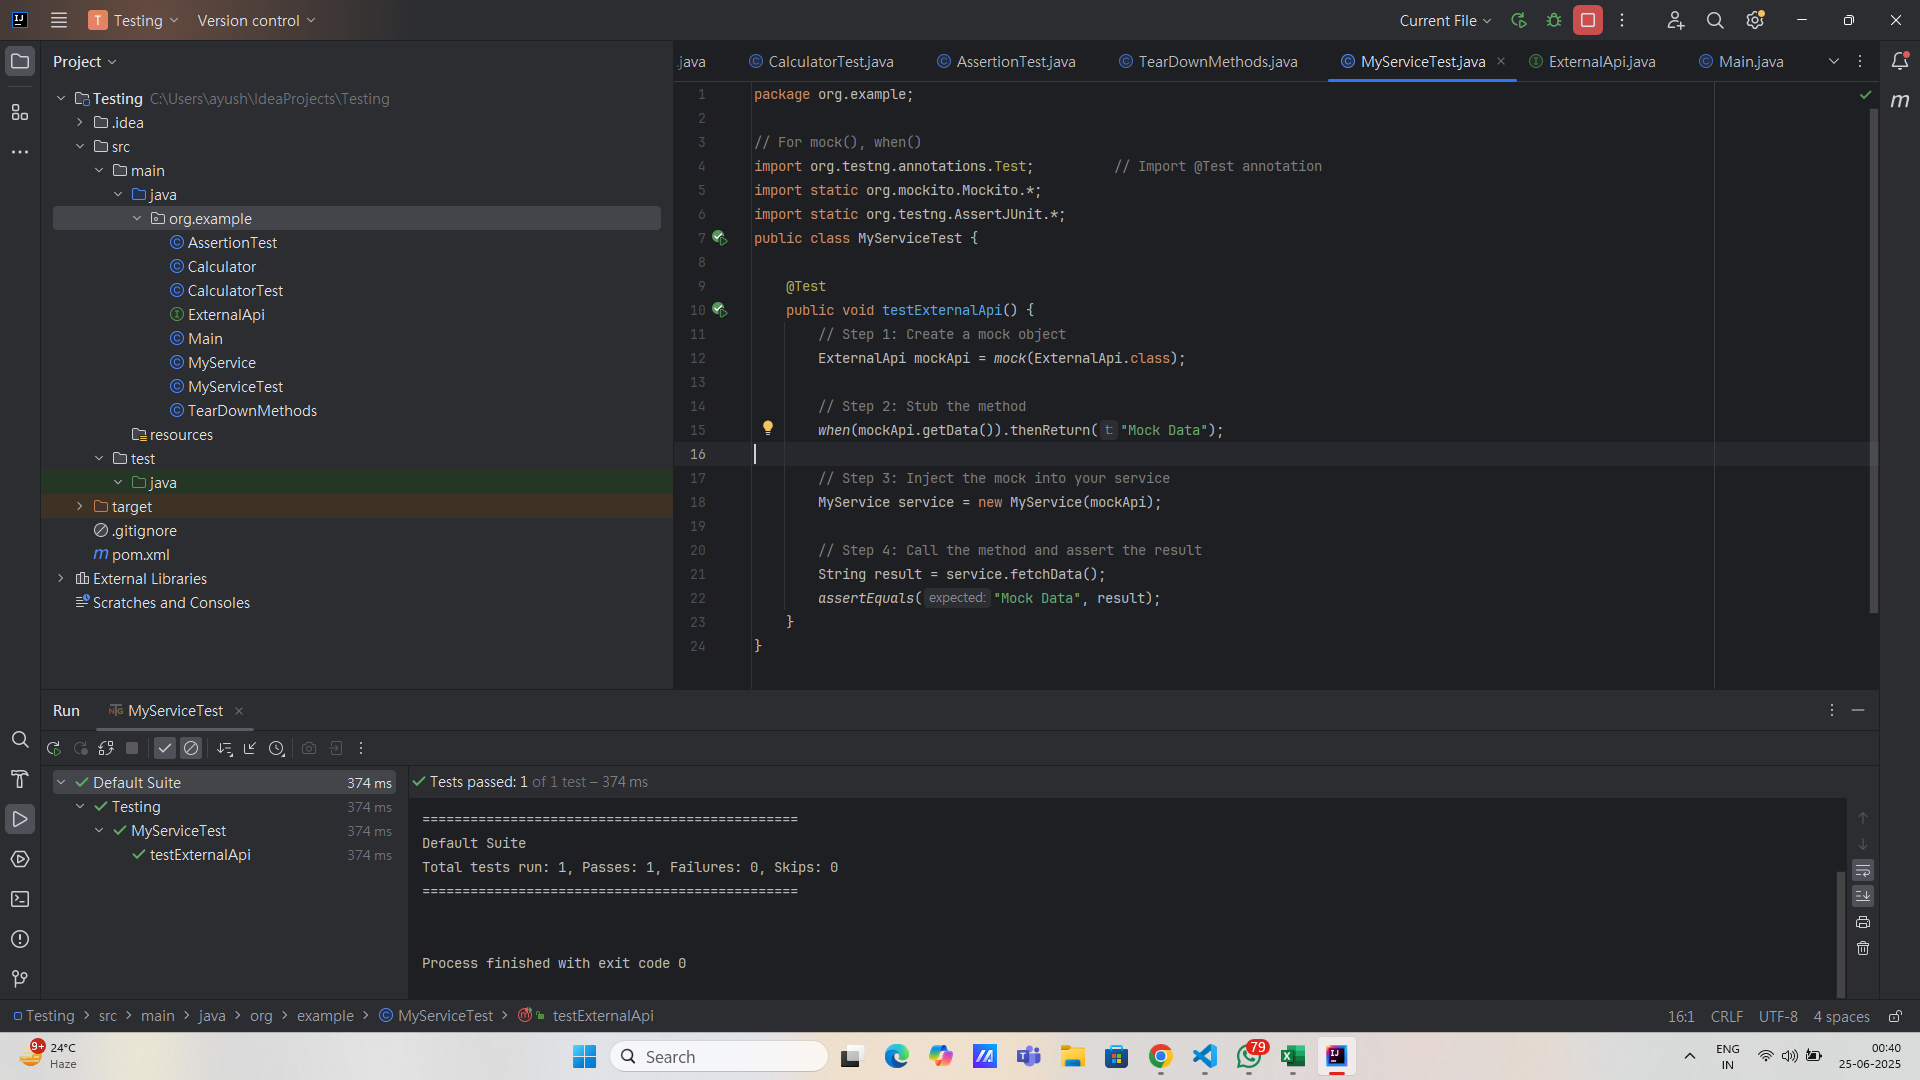 T Testing Version control Current File
Project
Testing C:\Users\ayush\IdeaProjects\Testing
.idea
src
main
java
org.example
AssertionTest
Calculator
CalculatorTest
ExternalApi
Main
MyService
MyServiceTest
TearDownMethods
resources
test
java
target
.gitignore
pom.xml
External Libraries
Scratches and Consoles
.java CalculatorTest.java AssertionTest.java TearDownMethods.java MyServiceTest.java ExternalApi.java Main.java
1 package org.example;
2
3 // For mock(), when()
4 import org.testng.annotations.Test; // Import @Test annotation
5 import static org.mockito.Mockito.*;
6 import static org.testng.AssertJUnit.*;
7 public class MyServiceTest {
8
9 @Test
10 public void testExternalApi() {
11 // Step 1: Create a mock object
12 ExternalApi mockApi = mock(ExternalApi.class);
13
14 // Step 2: Stub the method
15 when(mockApi.getData()).thenReturn( t: "Mock Data");
16
17 // Step 3: Inject the mock into your service
18 MyService service = new MyService(mockApi);
19
20 // Step 4: Call the method and assert the result
21 String result = service.fetchData();
22 assertEquals( expected: "Mock Data", result);
23 }
24 }
Run MyServiceTest
Default Suite 374 ms
Testing 374 ms
MyServiceTest 374 ms
testExternalApi 374 ms
Tests passed: 1 of 1 test – 374 ms
===============================================
Default Suite
Total tests run: 1, Passes: 1, Failures: 0, Skips: 0
===============================================
Process finished with exit code 0
Testing > src > main > java > org > example > MyServiceTest > testExternalApi
16:1 CRLF UTF-8 4 spaces
9+ 24°C
Haze
Search
79
ENG
IN
00:40
25-06-2025